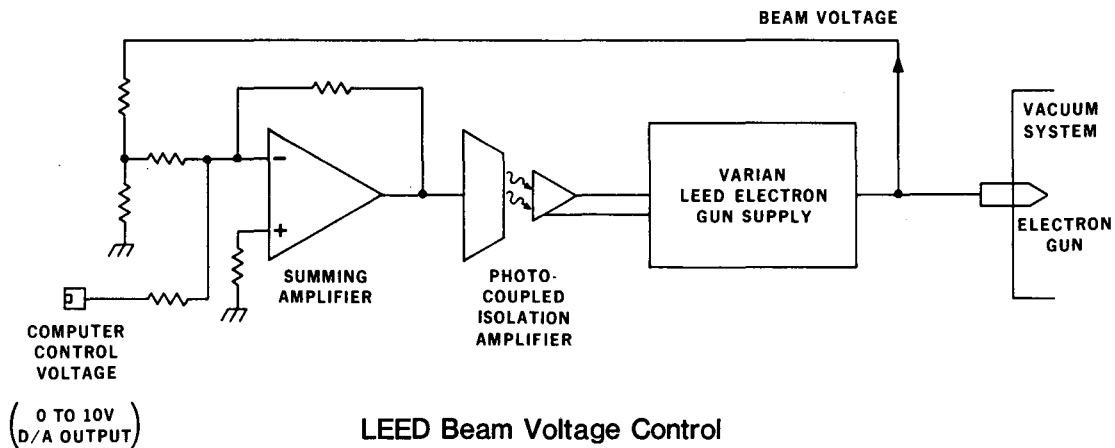 BEAM VOLTAGE
VACUUM
SYSTEM
VARIAN
LEED ELECTRON
GUN SUPPLY
ELECTRON
GUN
−
+
SUMMING
AMPLIFIER
PHOTO-
COUPLED
ISOLATION
AMPLIFIER
COMPUTER
CONTROL
VOLTAGE
(0 TO 10V
D/A OUTPUT)
LEED Beam Voltage Control